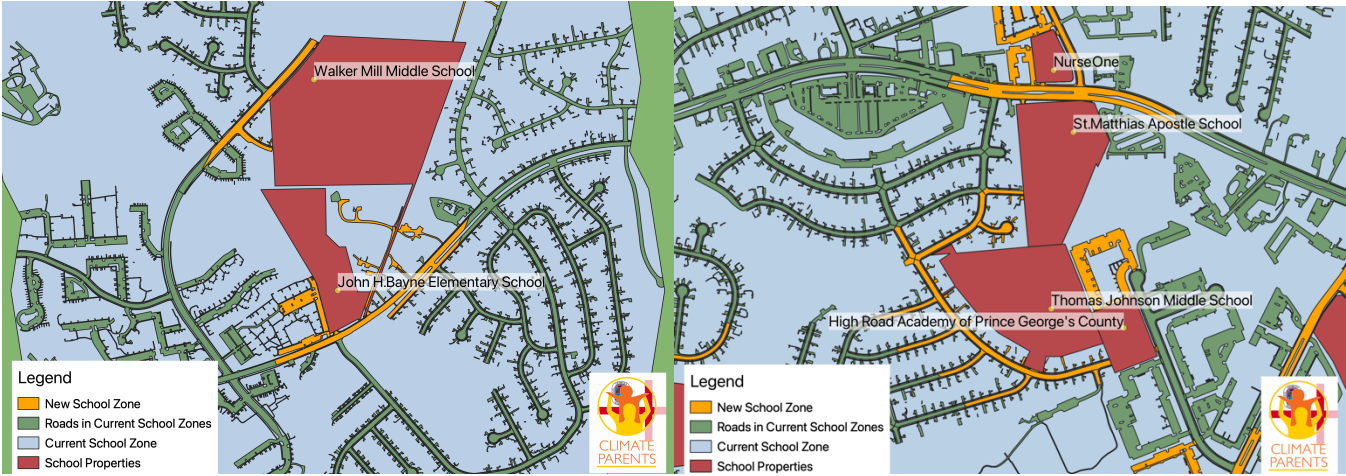 Walker Mill Middle School
John H.Bayne Elementary School
Legend
New School Zone
Roads in Current School Zones
Current School Zone
School Properties
CLIMATE
PARENTS
NurseOne
St.Matthias Apostle School
Thomas Johnson Middle School
High Road Academy of Prince George's County
Legend
New School Zone
Roads in Current School Zones
Current School Zone
School Properties
CLIMATE
PARENTS